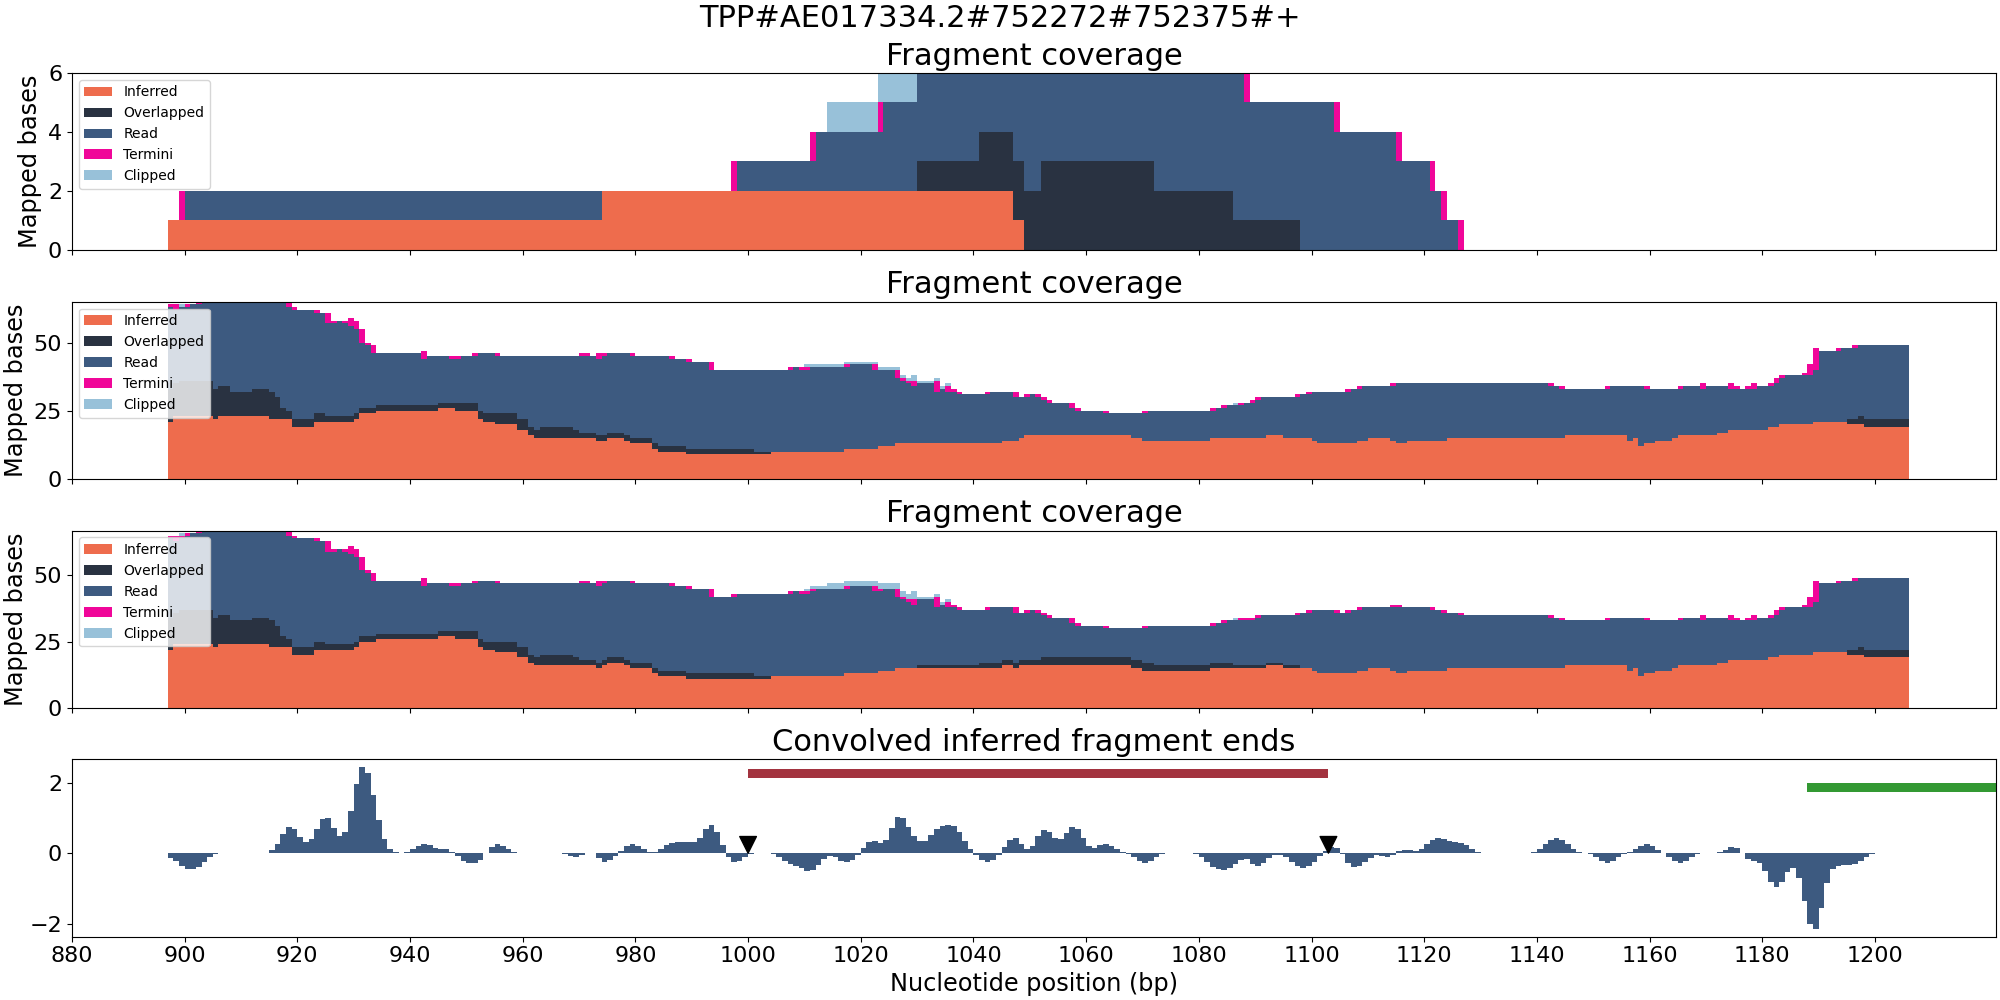 TPP#AE017334.2#752272#752375#+
Fragment coverage
Mapped bases
6
4
2
0
Inferred
Overlapped
Read
Termini
Clipped
Fragment coverage
Mapped bases
50
25
0
Inferred
Overlapped
Read
Termini
Clipped
Fragment coverage
Mapped bases
50
25
0
Inferred
Overlapped
Read
Termini
Clipped
Convolved inferred fragment ends
2
0
−2
880 900 920 940 960 980 1000 1020 1040 1060 1080 1100 1120 1140 1160 1180 1200
Nucleotide position (bp)